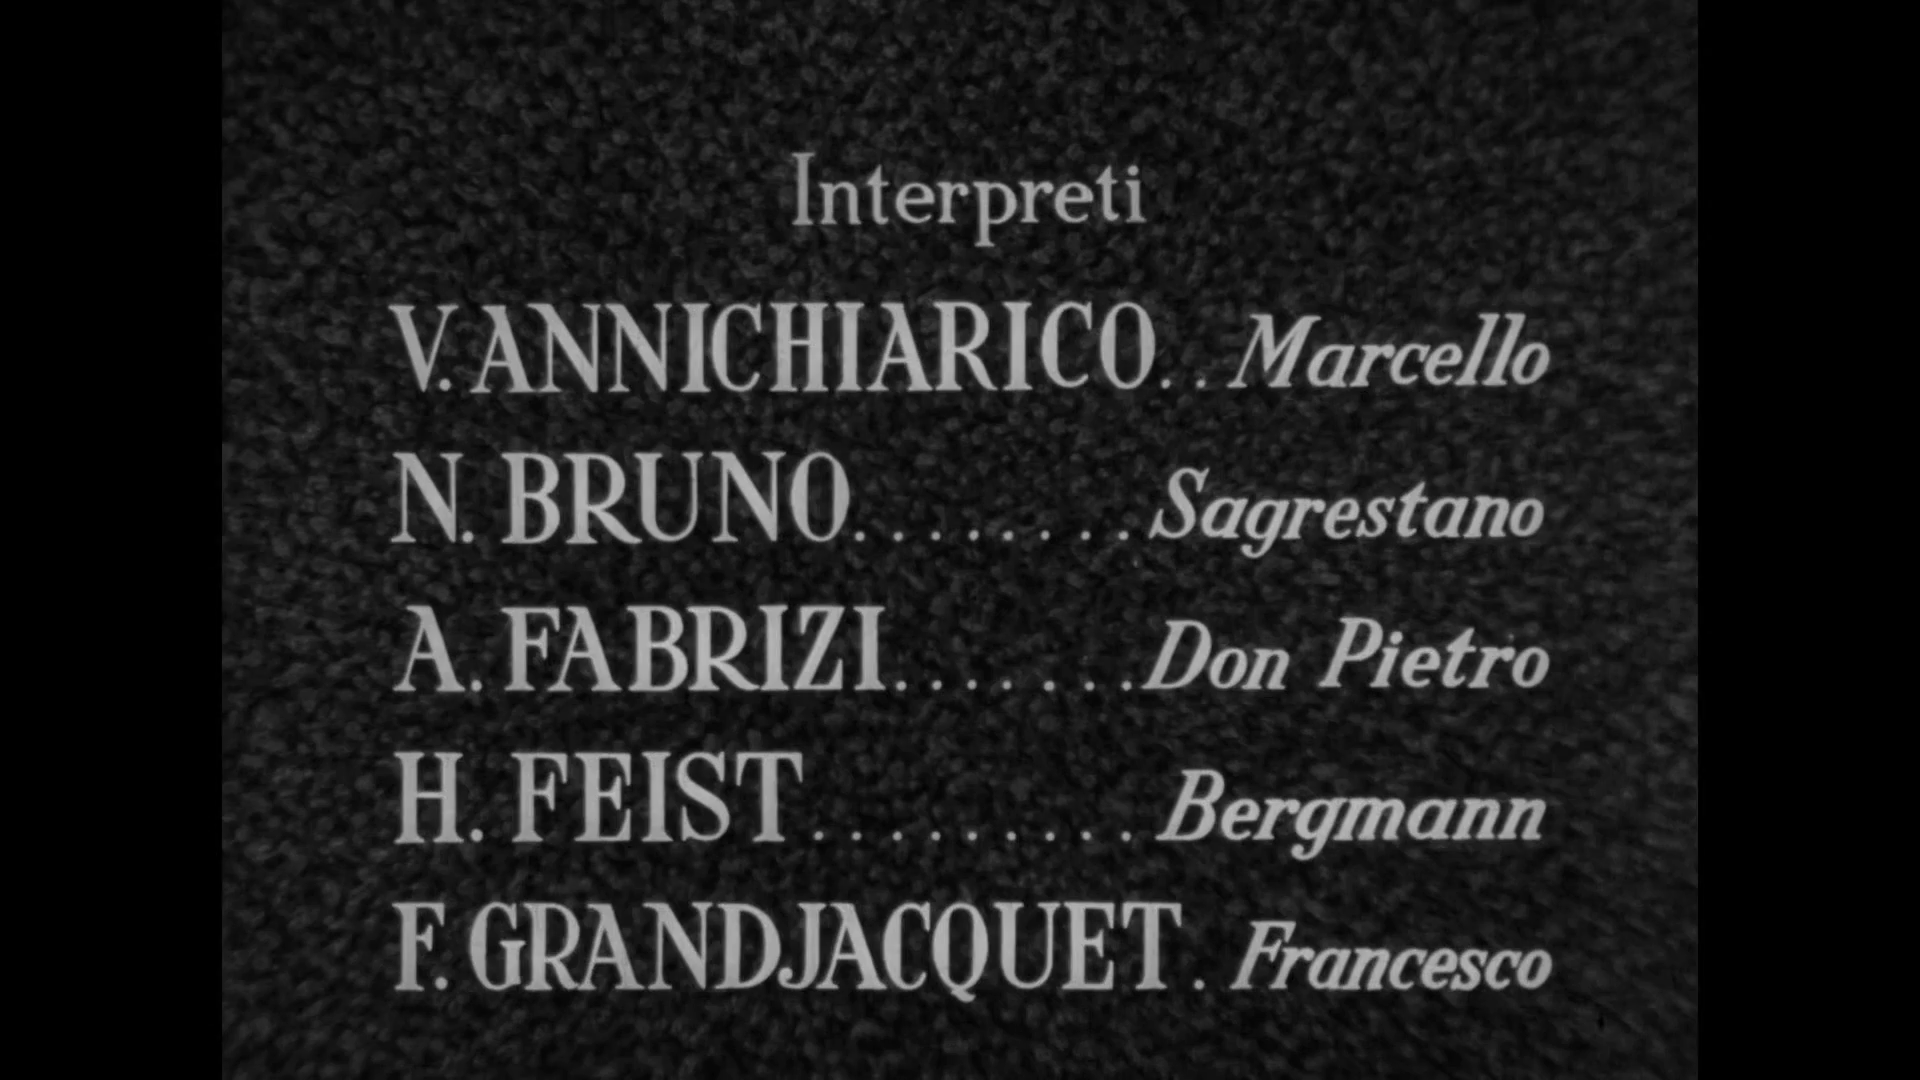 Interpreti
V. ANNICHIARICO.. Marcello
N. BRUNO........ Sagrestano
A. FABRIZI....... Don Pietro
H. FEIST......... Bergmann
F. GRANDJACQUET. Francesco